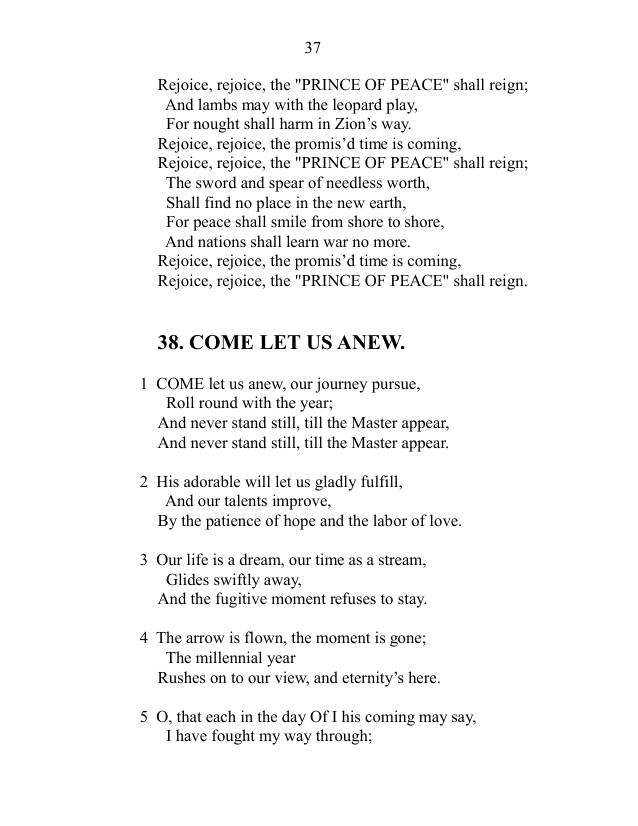 37
Rejoice, rejoice, the "PRINCE OF PEACE" shall reign;
And lambs may with the leopard play,
For nought shall harm in Zion’s way.
Rejoice, rejoice, the promis’d time is coming,
Rejoice, rejoice, the "PRINCE OF PEACE" shall reign;
The sword and spear of needless worth,
Shall find no place in the new earth,
For peace shall smile from shore to shore,
And nations shall learn war no more.
Rejoice, rejoice, the promis’d time is coming,
Rejoice, rejoice, the "PRINCE OF PEACE" shall reign.
38. COME LET US ANEW.
1 COME let us anew, our journey pursue,
Roll round with the year;
And never stand still, till the Master appear,
And never stand still, till the Master appear.
2 His adorable will let us gladly fulfill,
And our talents improve,
By the patience of hope and the labor of love.
3 Our life is a dream, our time as a stream,
Glides swiftly away,
And the fugitive moment refuses to stay.
4 The arrow is flown, the moment is gone;
The millennial year
Rushes on to our view, and eternity’s here.
5 O, that each in the day Of I his coming may say,
I have fought my way through;